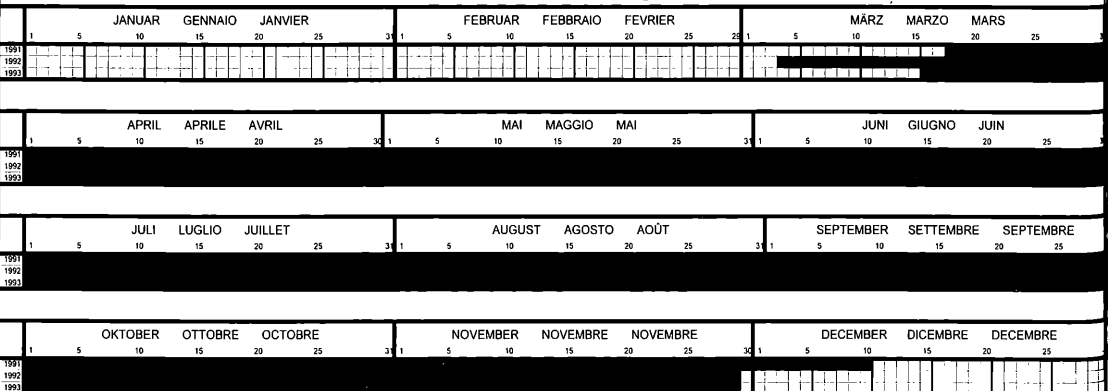 JANUAR GENNAIO JANVIER FEBRUAR FEBBRAIO FEVRIER MÄRZ MARZO MARS
1 5 10 15 20 25 31 1 5 10 15 20 25 29 1 5 10 15 20 25
1991
1992
1993
APRIL APRILE AVRIL MAI MAGGIO MAI JUNI GIUGNO JUIN
1 5 10 15 20 25 30 1 5 10 15 20 25 31 1 5 10 15 20 25
1991
1992
1993
JULI LUGLIO JUILLET AUGUST AGOSTO AOÛT SEPTEMBER SETTEMBRE SEPTEMBRE
1 5 10 15 20 25 31 1 5 10 15 20 25 31 1 5 10 15 20 25
1991
1992
1993
OKTOBER OTTOBRE OCTOBRE NOVEMBER NOVEMBRE NOVEMBRE DECEMBER DICEMBRE DECEMBRE
1 5 10 15 20 25 31 1 5 10 15 20 25 30 1 5 10 15 20 25
1991
1992
1993